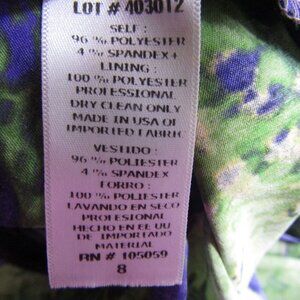 LOT # 403012
SELF :
96 % POLYESTER
4 % SPANDEX+
LINING :
100 % POLYESTER
PROFESSIONAL
DRY CLEAN ONLY
MADE IN USA OF
IMPORTED FABRIC
VESTIDO :
96 % POLYESTER
4 % SPANDEX
FORRO :
100 % POLYESTER
LAVANDO EN SECO
PROFESIONAL
HECHO EN EE UU
DE IMPORTADO
MATERIAL
RN # 105059
8